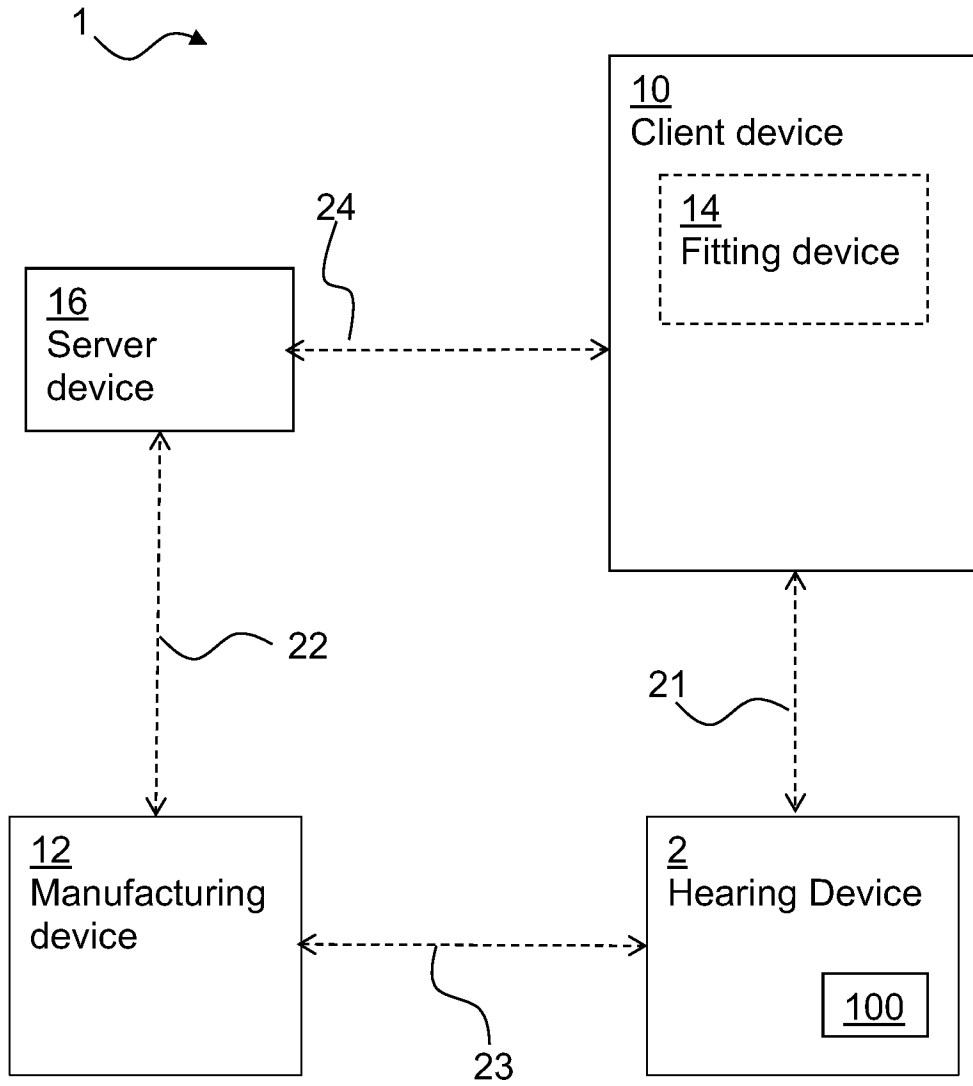 1
10
Client device
14
Fitting device
24
16
Server
device
22
21
12
Manufacturing
device
2
Hearing Device
100
23